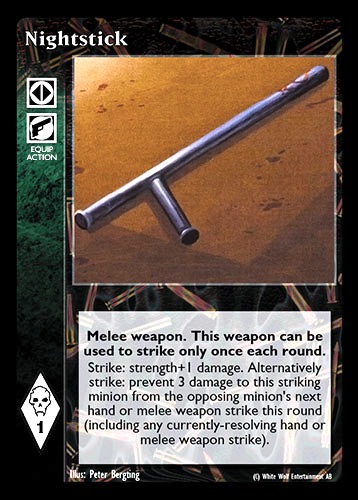 Nightstick
EQUIP
ACTION
Melee weapon. This weapon can be
used to strike only once each round.
Strike: strength+1 damage. Alternatively
strike: prevent 3 damage to this striking
minion from the opposing minion's next
hand or melee weapon strike this round
(including any currently-resolving hand or
melee weapon strike).
1
Illus: Peter Bergting
(C) White Wolf Entertainment AB